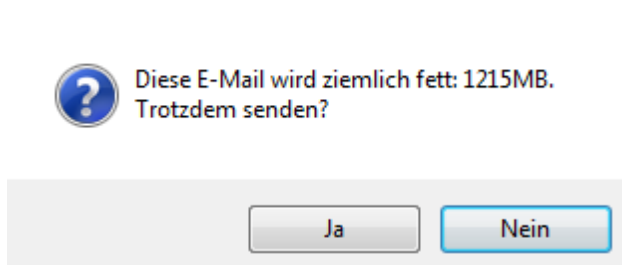 Diese E-Mail wird ziemlich fett: 1215MB.
Trotzdem senden?
Ja
Nein